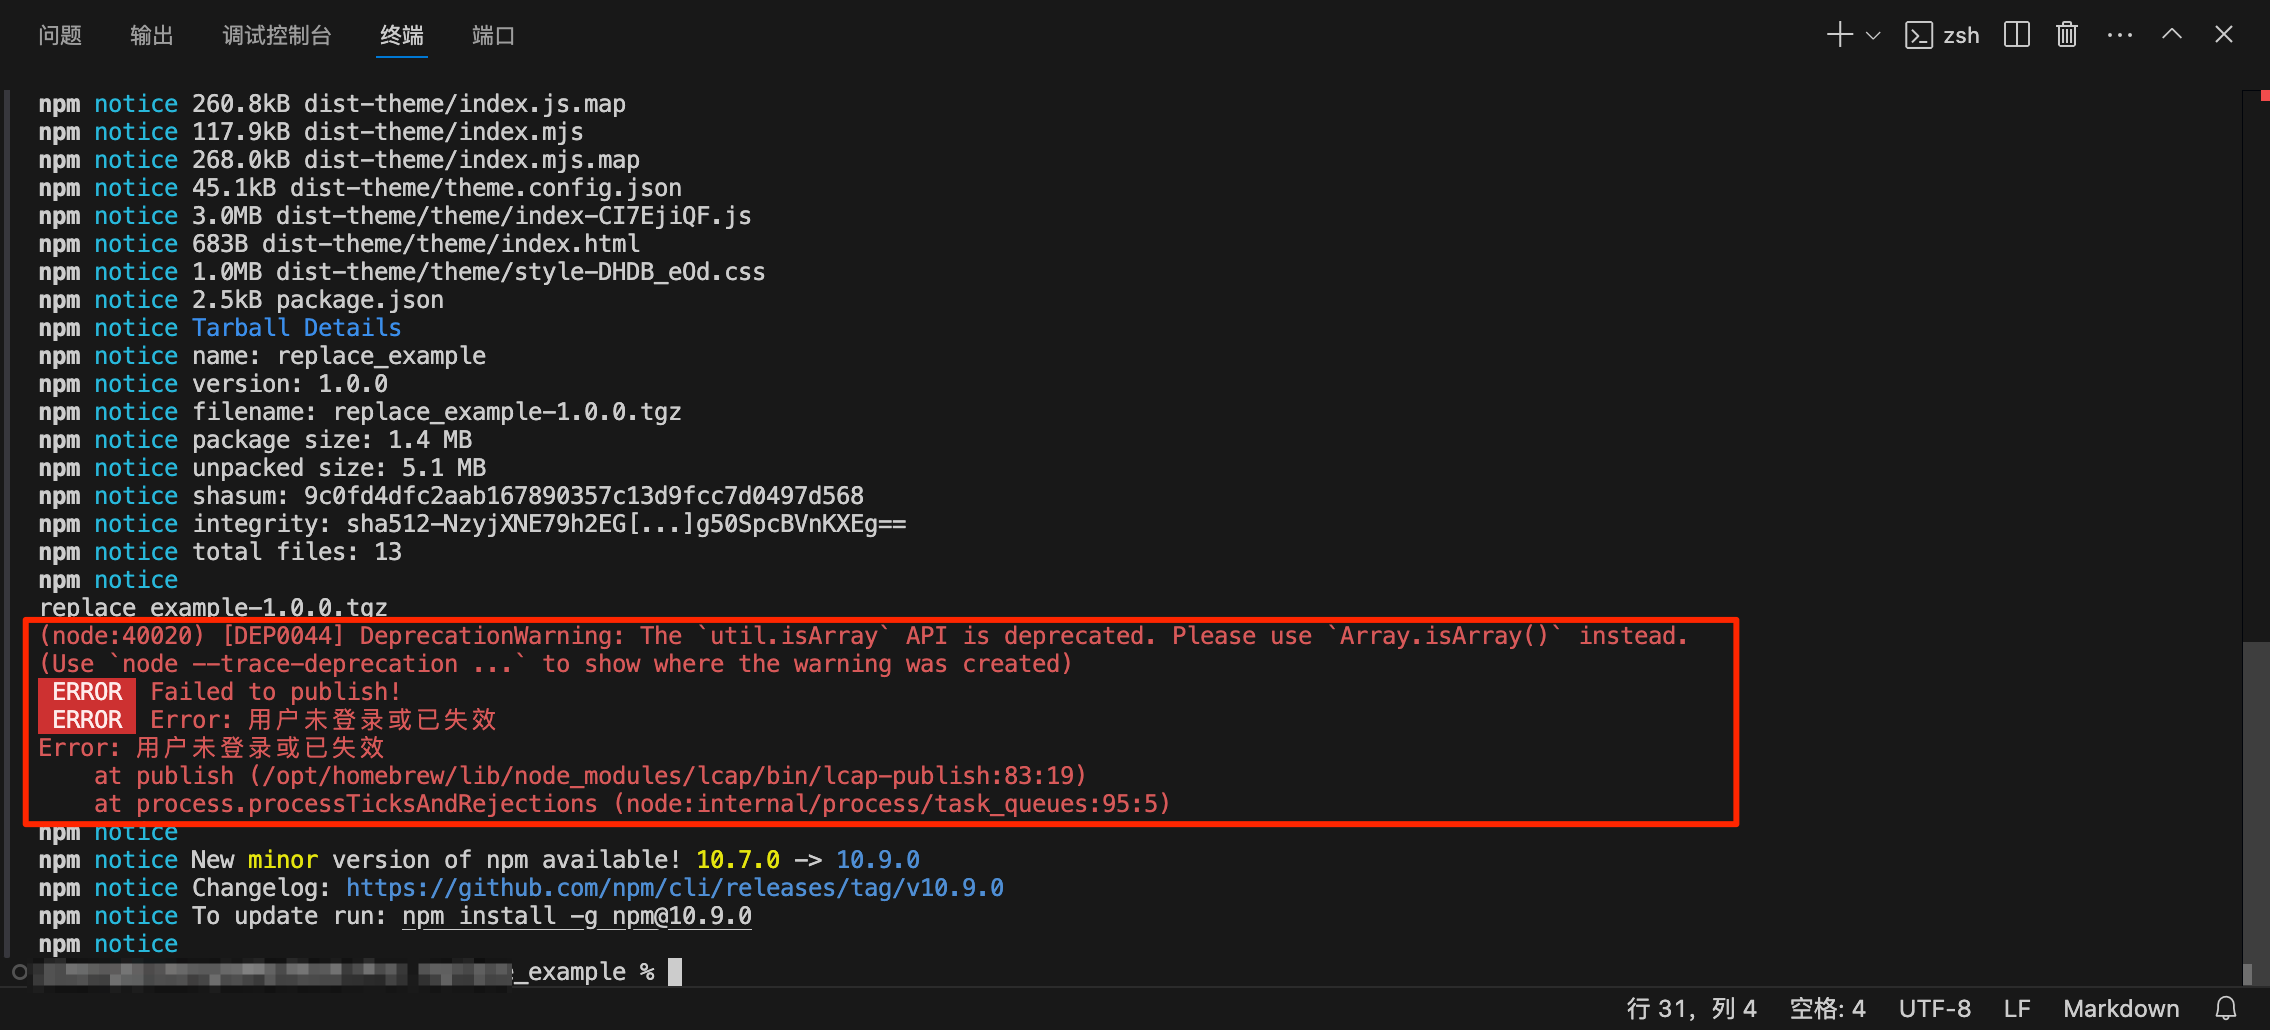 问题 输出 调试控制台 终端 端口 zsh
npm notice 260.8kB dist-theme/index.js.map
npm notice 117.9kB dist-theme/index.mjs
npm notice 268.0kB dist-theme/index.mjs.map
npm notice 45.1kB dist-theme/theme.config.json
npm notice 3.0MB dist-theme/theme/index-CI7EjiQF.js
npm notice 683B dist-theme/theme/index.html
npm notice 1.0MB dist-theme/theme/style-DHDB_eOd.css
npm notice 2.5kB package.json
npm notice Tarball Details
npm notice name: replace_example
npm notice version: 1.0.0
npm notice filename: replace_example-1.0.0.tgz
npm notice package size: 1.4 MB
npm notice unpacked size: 5.1 MB
npm notice shasum: 9c0fd4dfc2aab167890357c13d9fcc7d0497d568
npm notice integrity: sha512-NzyjXNE79h2EG[...]g50SpcBVnKXEg==
npm notice total files: 13
npm notice
replace_example-1.0.0.tgz
(node:40020) [DEP0044] DeprecationWarning: The `util.isArray` API is deprecated. Please use `Array.isArray()` instead.
(Use `node --trace-deprecation ...` to show where the warning was created)
ERROR Failed to publish!
ERROR Error: 用户未登录或已失效
Error: 用户未登录或已失效
at publish (/opt/homebrew/lib/node_modules/lcap/bin/lcap-publish:83:19)
at process.processTicksAndRejections (node:internal/process/task_queues:95:5)
npm notice
npm notice New minor version of npm available! 10.7.0 -> 10.9.0
npm notice Changelog: https://github.com/npm/cli/releases/tag/v10.9.0
npm notice To update run: npm install -g npm@10.9.0
npm notice
_example %
行 31，列 4 空格: 4 UTF-8 LF Markdown